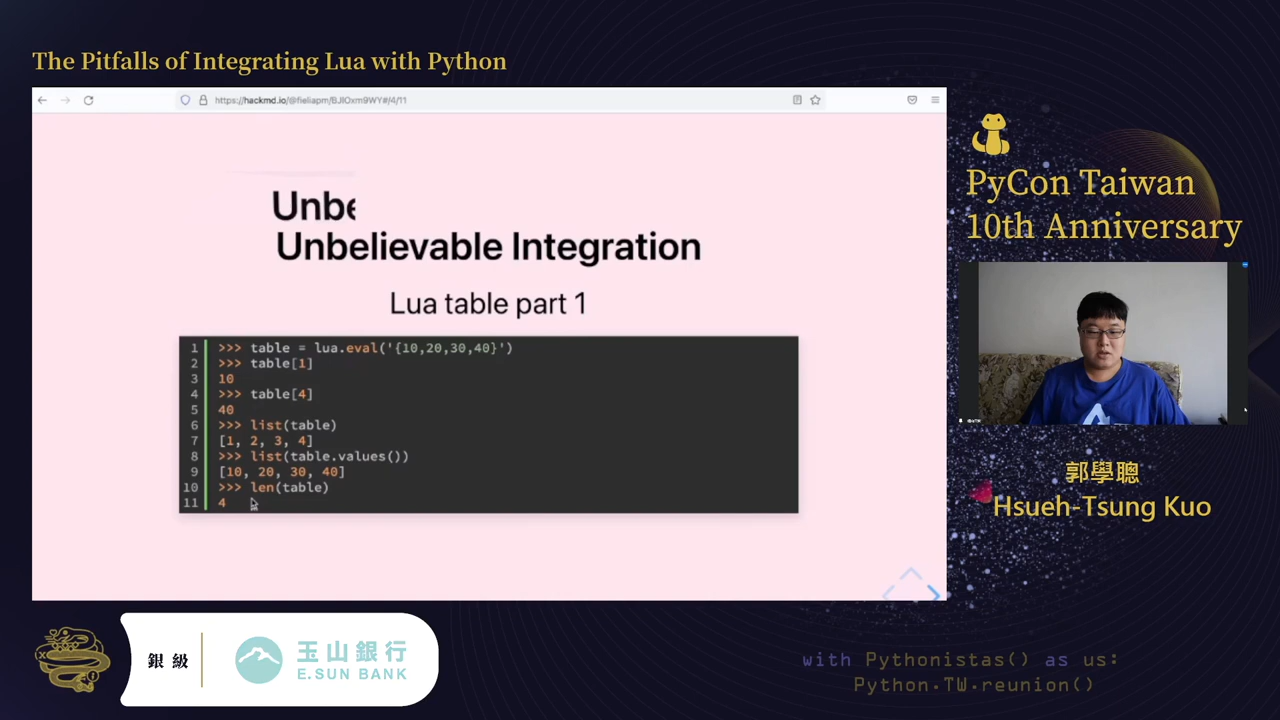 The Pitfalls of Integrating Lua with Python
https://hackmd.io/@fieliapm/BJIOxm9WY#/4/11
Unbe
Unbelievable Integration
Lua table part 1
1 >>> table = lua.eval('{10,20,30,40}')
2 >>> table[1]
3 10
4 >>> table[4]
5 40
6 >>> list(table)
7 [1, 2, 3, 4]
8 >>> list(table.values())
9 [10, 20, 30, 40]
10 >>> len(table)
11 4
PyCon Taiwan
10th Anniversary
郭學聰
Hsueh-Tsung Kuo
銀級
玉山銀行
E.SUN BANK
with Pythonistas() as us:
Python.TW.reunion()